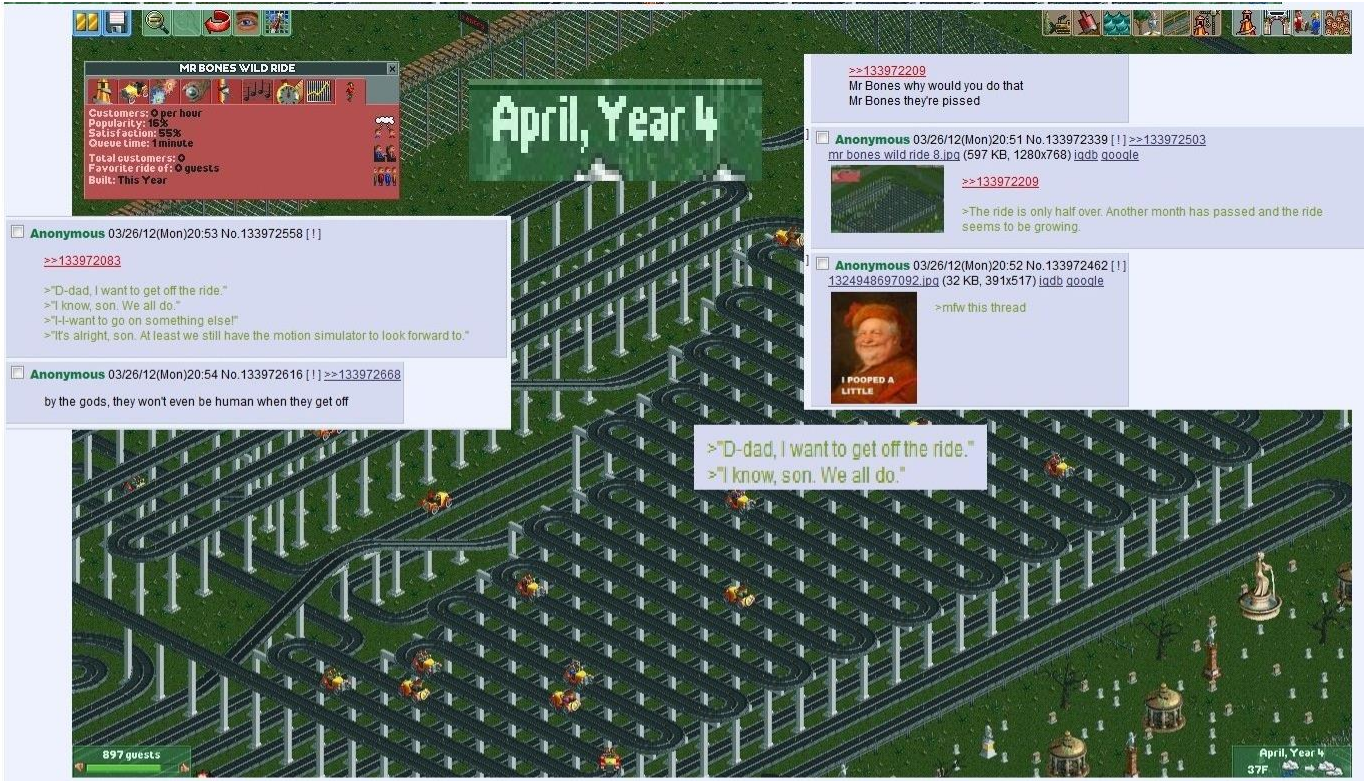 MR BONES WILD RIDE
Customers: 0 per hour
Popularity: 16%
Satisfaction: 55%
Queue time: 1 minute
Total customers: 0
Favorite ride of: 0 guests
Built: This Year
April, Year 4
>>133972209
Mr Bones why would you do that
Mr Bones they're pissed
Anonymous 03/26/12(Mon)20:51 No.133972339 [ ! ] >>133972503
mr bones wild ride 8.jpg (597 KB, 1280x768) iqdb google
>>133972209
>The ride is only half over. Another month has passed and the ride
seems to be growing.
Anonymous 03/26/12(Mon)20:52 No.133972462 [ ! ]
1324948697092.jpg (32 KB, 391x517) iqdb google
>mfw this thread
I POOPED A
LITTLE
Anonymous 03/26/12(Mon)20:53 No.133972558 [ ! ]
>>133972083
>"D-dad, I want to get off the ride."
>"I know, son. We all do."
>"I-I-want to go on something else!"
>"It's alright, son. At least we still have the motion simulator to look forward to."
Anonymous 03/26/12(Mon)20:54 No.133972616 [ ! ] >>133972668
by the gods, they won't even be human when they get off
>"D-dad, I want to get off the ride."
>"I know, son. We all do."
897 guests
April, Year 4
37F